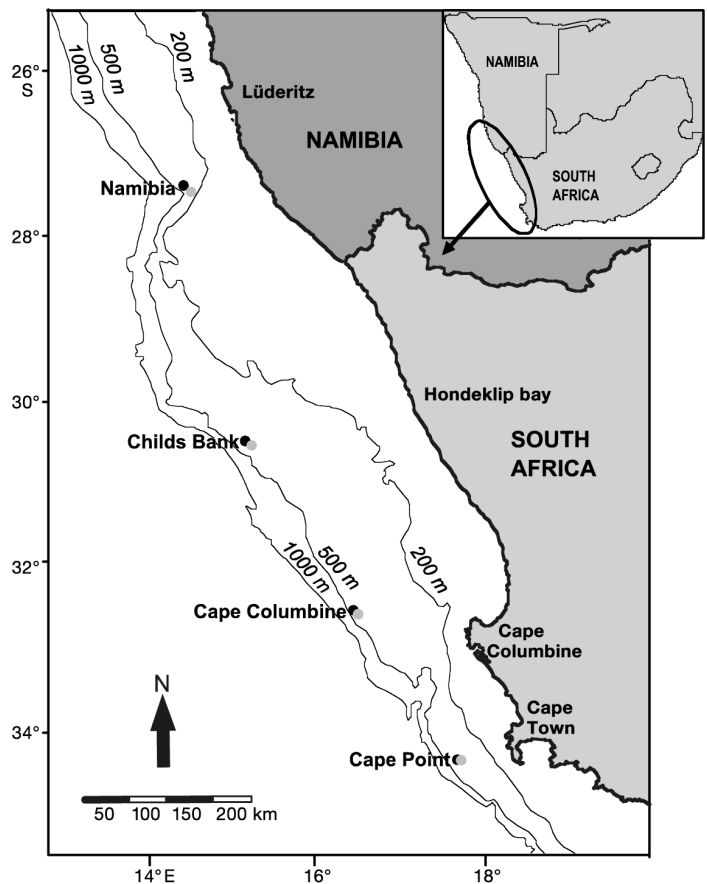 26°
S
28°
30°
32°
34°
14°E
16°
18°
1000 m
500 m
200 m
Lüderitz
NAMIBIA
Namibia
NAMIBIA
SOUTH
AFRICA
Hondeklip bay
SOUTH
AFRICA
Childs Bank
1000 m
500 m
200 m
Cape Columbine
Cape
Columbine
Cape
Town
Cape Point
N
50 100 150 200 km